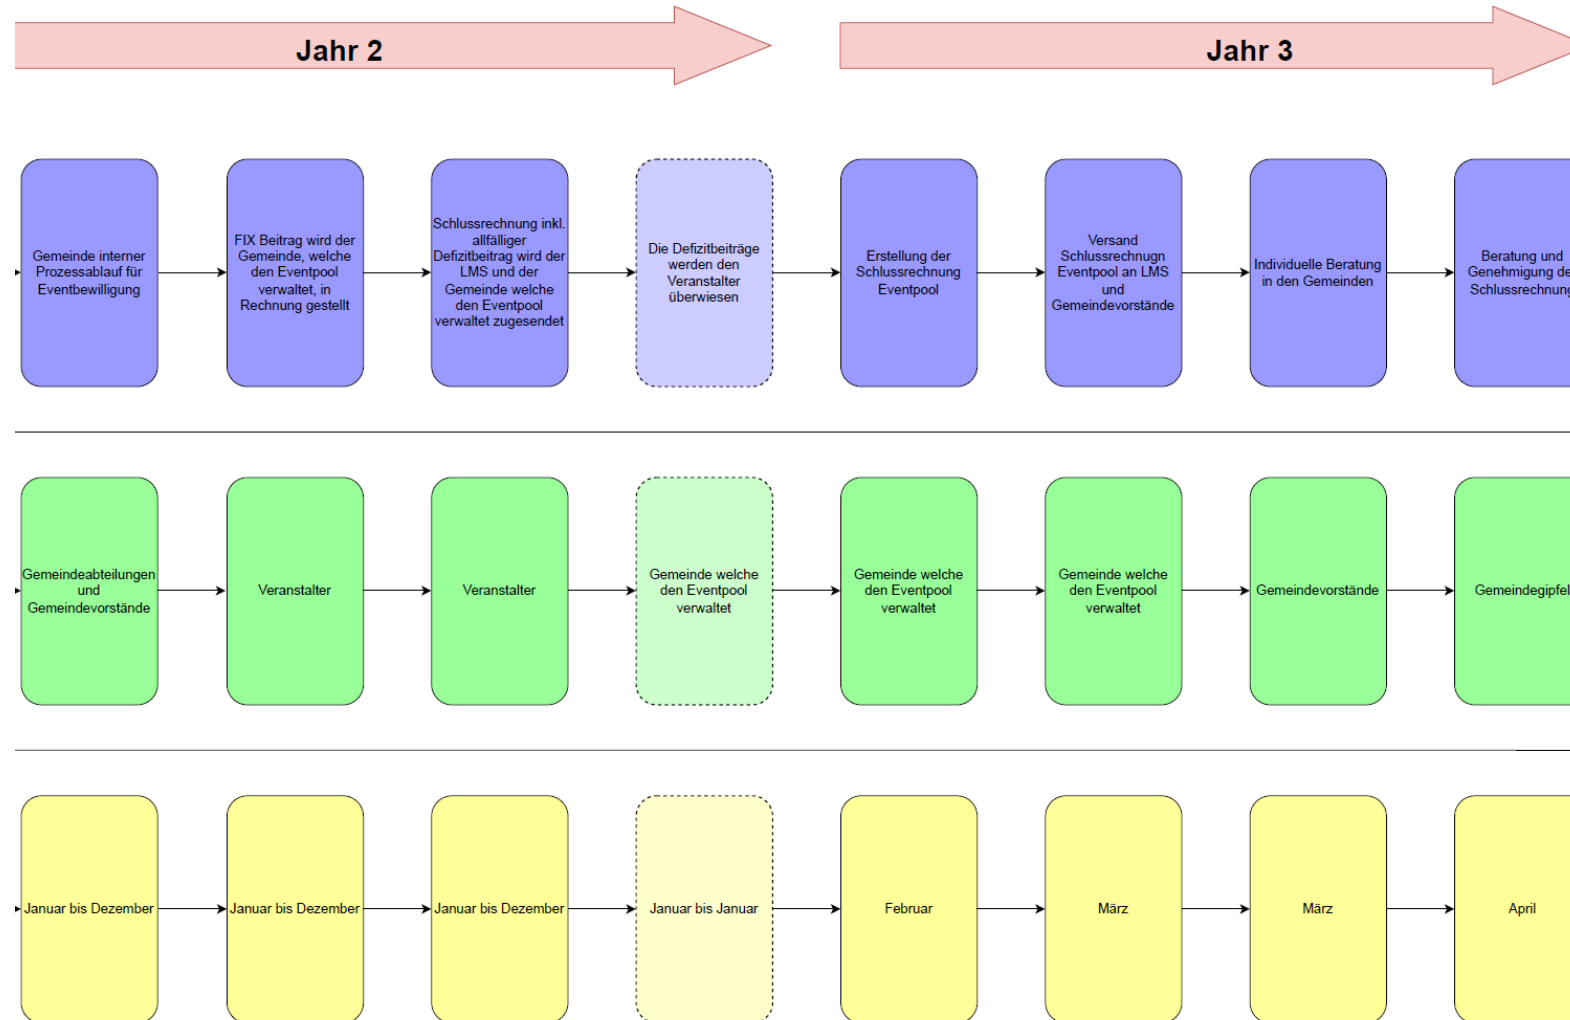 Jahr 2
Jahr 3
Gemeinde interner
Prozessablauf für
Eventbewilligung
FIX Beitrag wird der
Gemeinde, welche
den Eventpool
verwaltet, in
Rechnung gestellt
Schlussrechnung inkl.
allfälliger
Defizitbeitrag wird der
LMS und der
Gemeinde welche
den Eventpool
verwaltet zugesendet
Die Defizitbeiträge
werden den
Veranstalter
überwiesen
Erstellung der
Schlussrechnung
Eventpool
Versand
Schlussrechnugn
Eventpool an LMS
und
Gemeindevorstände
Individuelle Beratung
in den Gemeinden
Beratung und
Genehmigung de
Schlussrechnung
Gemeindeabteilungen
und
Gemeindevorstände
Veranstalter
Veranstalter
Gemeinde welche
den Eventpool
verwaltet
Gemeinde welche
den Eventpool
verwaltet
Gemeinde welche
den Eventpool
verwaltet
Gemeindevorstände
Gemeindegipfel
Januar bis Dezember
Januar bis Dezember
Januar bis Dezember
Januar bis Januar
Februar
März
März
April